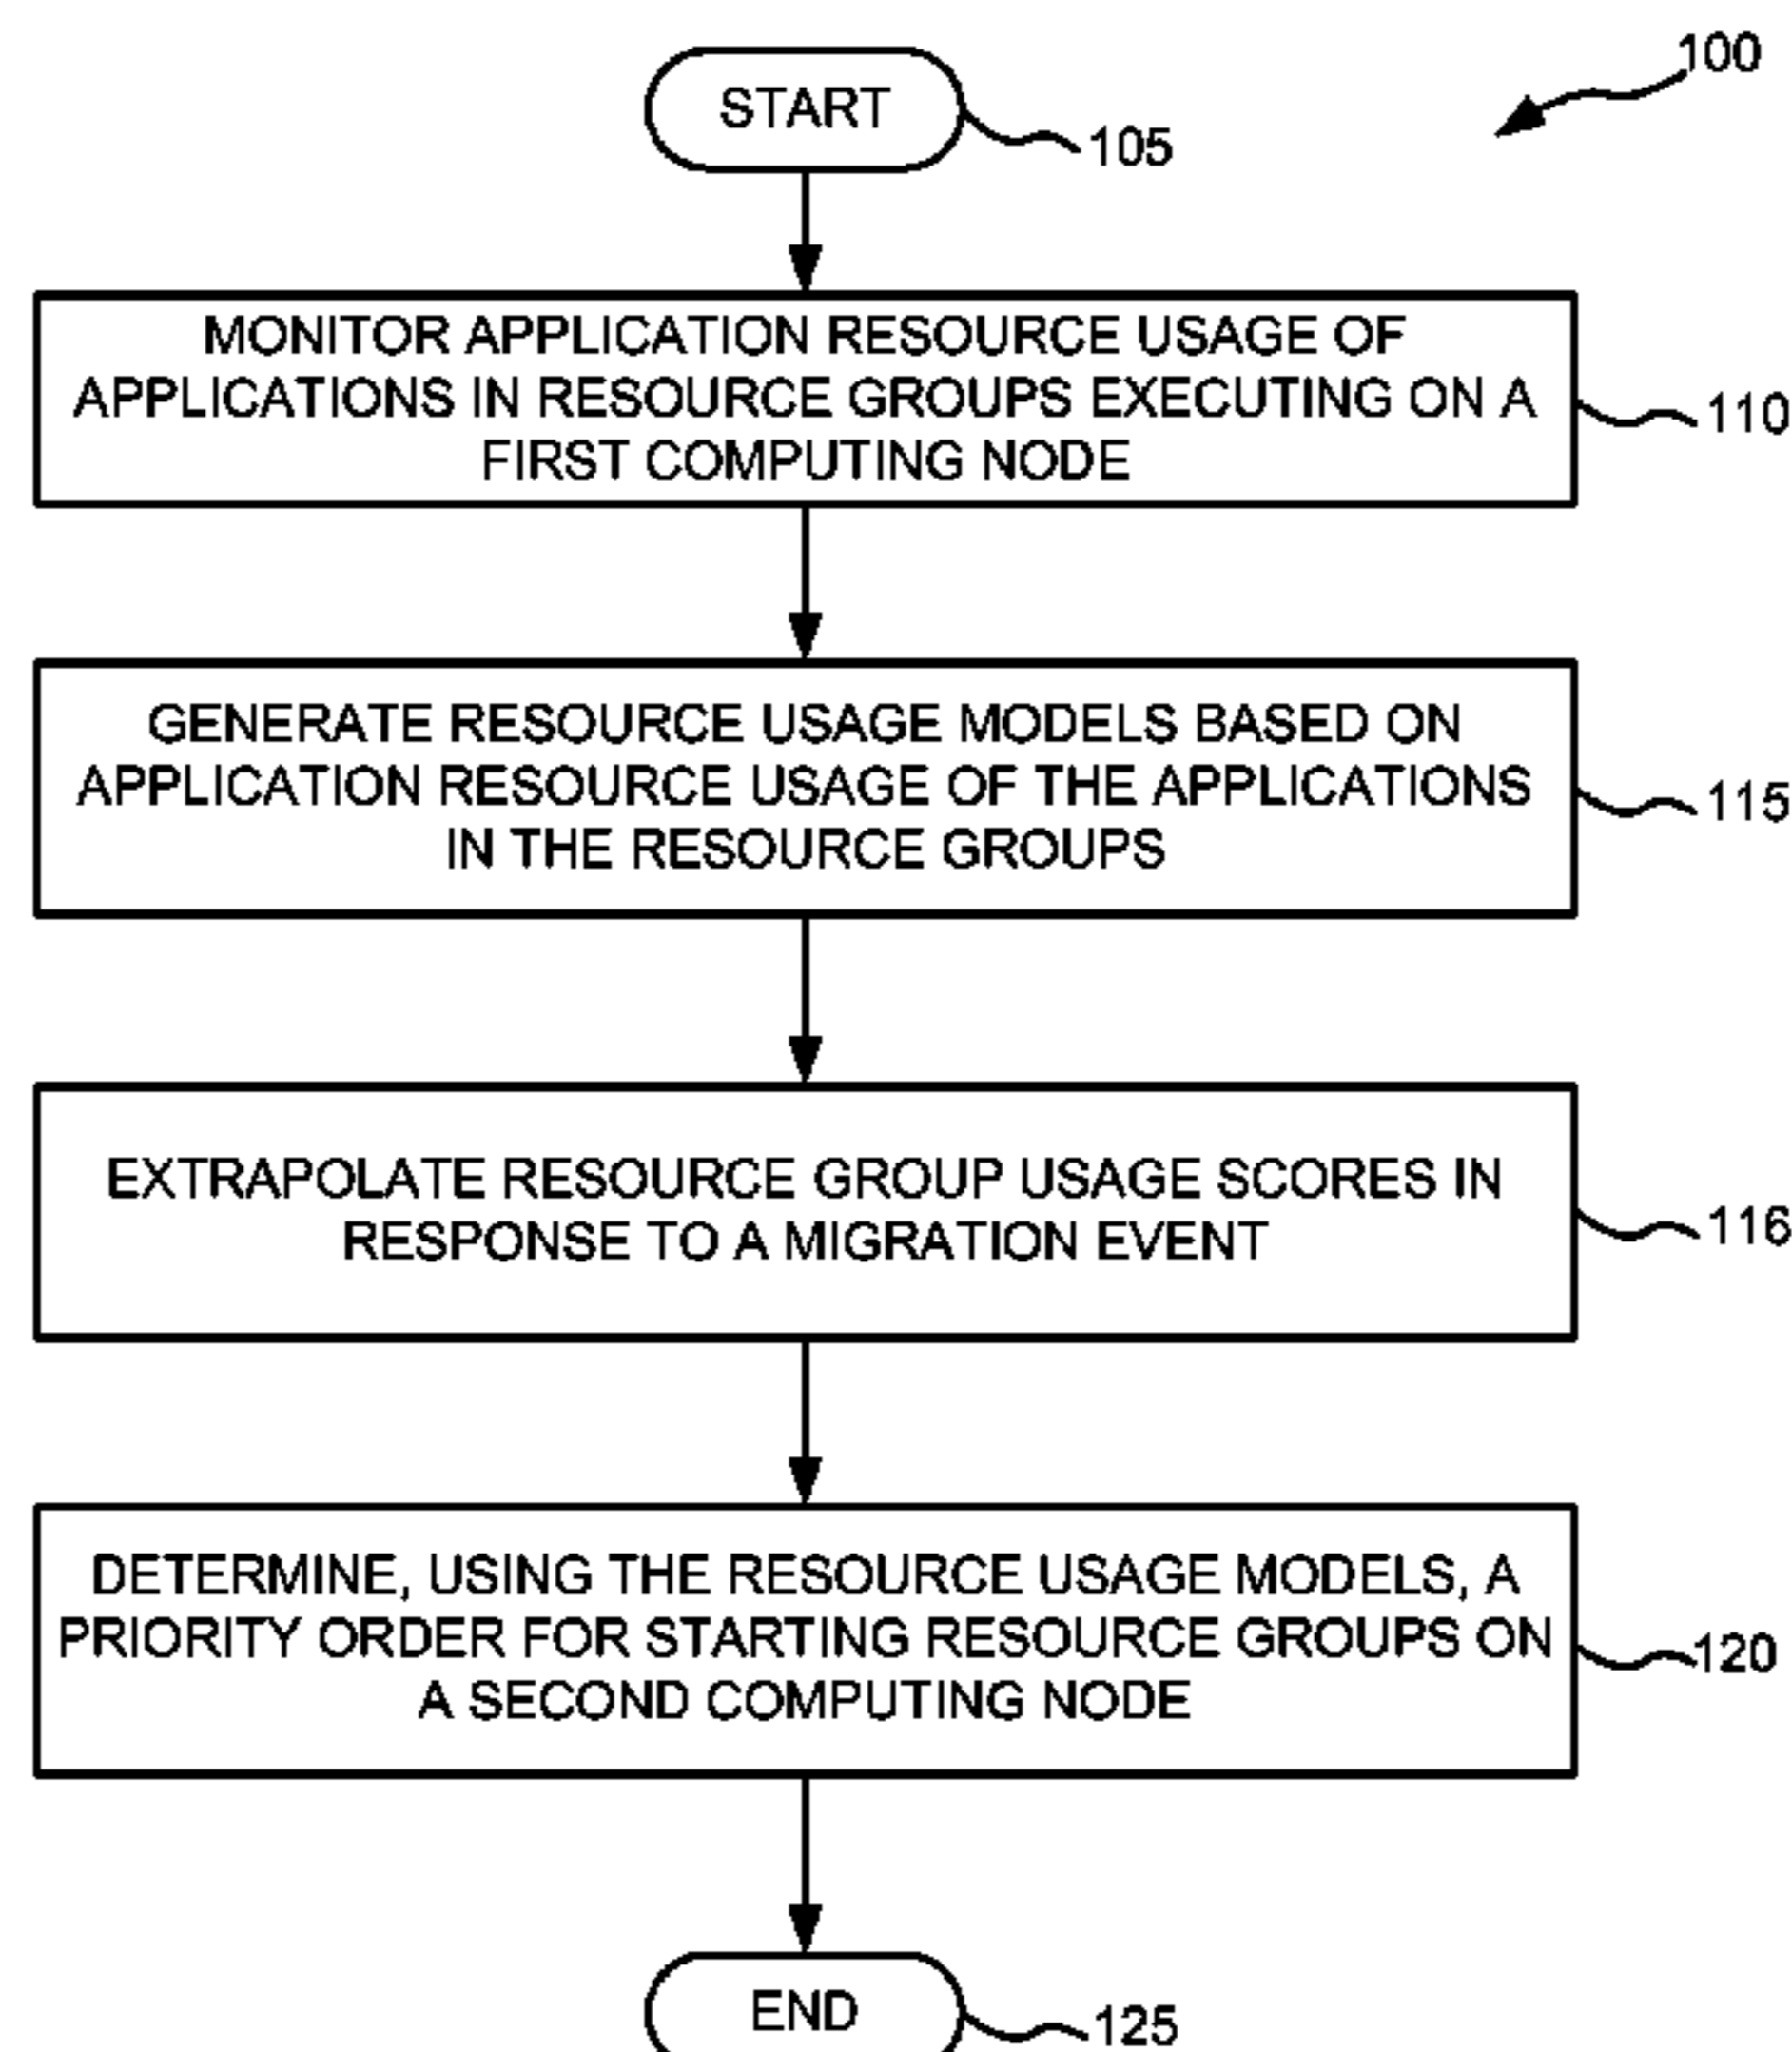 100
START
105
MONITOR APPLICATION RESOURCE USAGE OF
APPLICATIONS IN RESOURCE GROUPS EXECUTING ON A
FIRST COMPUTING NODE
110
GENERATE RESOURCE USAGE MODELS BASED ON
APPLICATION RESOURCE USAGE OF THE APPLICATIONS
IN THE RESOURCE GROUPS
115
EXTRAPOLATE RESOURCE GROUP USAGE SCORES IN
RESPONSE TO A MIGRATION EVENT
116
DETERMINE, USING THE RESOURCE USAGE MODELS, A
PRIORITY ORDER FOR STARTING RESOURCE GROUPS ON
A SECOND COMPUTING NODE
120
END
125